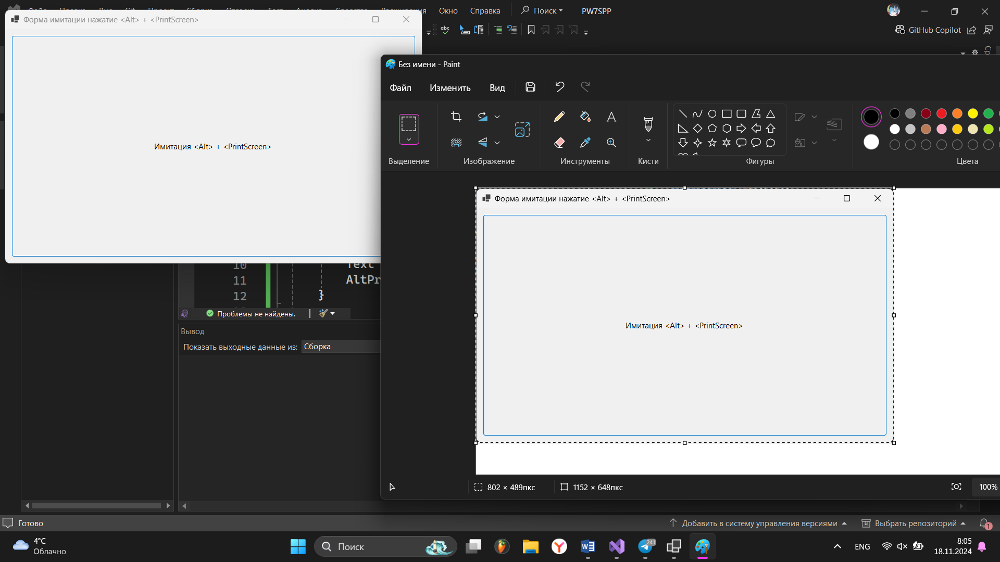 Окно
Справка
Поиск
PW7SPP
Форма имитации нажатие <Alt> + <PrintScreen>
abc
GitHub Copilot
Имитация <Alt> + <PrintScreen>
Без имени - Paint
Файл
Изменить
Вид
Выделение
Изображение
Инструменты
Кисти
Фигуры
Цвета
Форма имитации нажатие <Alt> + <PrintScreen>
Имитация <Alt> + <PrintScreen>
802 × 489пкс
1152 × 648пкс
100%
10
Text
11
AltPr
12
}
Проблемы не найдены.
Вывод
Показать выходные данные из:
Сборка
Готово
Добавить в систему управления версиями
Выбрать репозиторий
1
4°C
Облачно
Поиск
241
ENG
8:05
18.11.2024